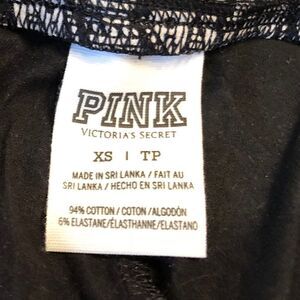 PINK
VICTORIA'S SECRET
XS | TP
MADE IN SRI LANKA / FAIT AU
SRI LANKA / HECHO EN SRI LANKA
94% COTTON / COTON /ALGODÓN
6% ELASTANE/ÉLASTHANNE/ELASTANO